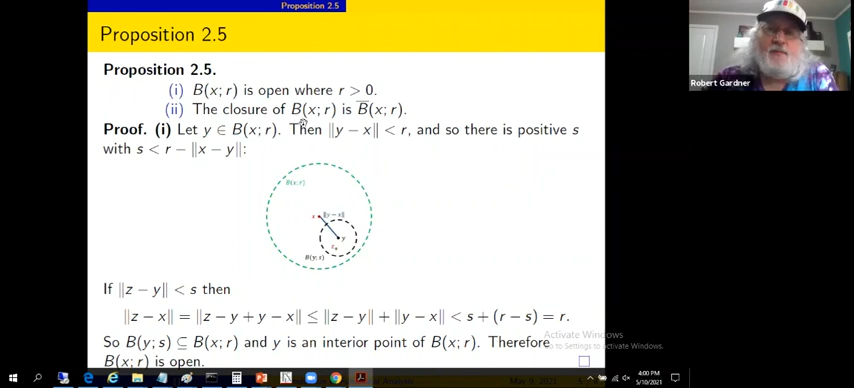 Proposition 2.5
Proposition 2.5
Robert Gardner
Proposition 2.5.
(i) B(x; r) is open where r > 0.
(ii) The closure of B(x; r) is B̅(x; r).
Proof. (i) Let y ∈ B(x; r). Then ‖y − x‖ < r, and so there is positive s
with s < r − ‖x − y‖:
B(x; r)
x ‖y − x‖
y
z
B(y; s)
If ‖z − y‖ < s then
‖z − x‖ = ‖z − y + y − x‖ ≤ ‖z − y‖ + ‖y − x‖ < s + (r − s) = r.
Activate Windows
Go to Settings to Activate Windows.
So B(y; s) ⊆ B(x; r) and y is an interior point of B(x; r). Therefore
B(x; r) is open.
4:00 PM
5/10/2021